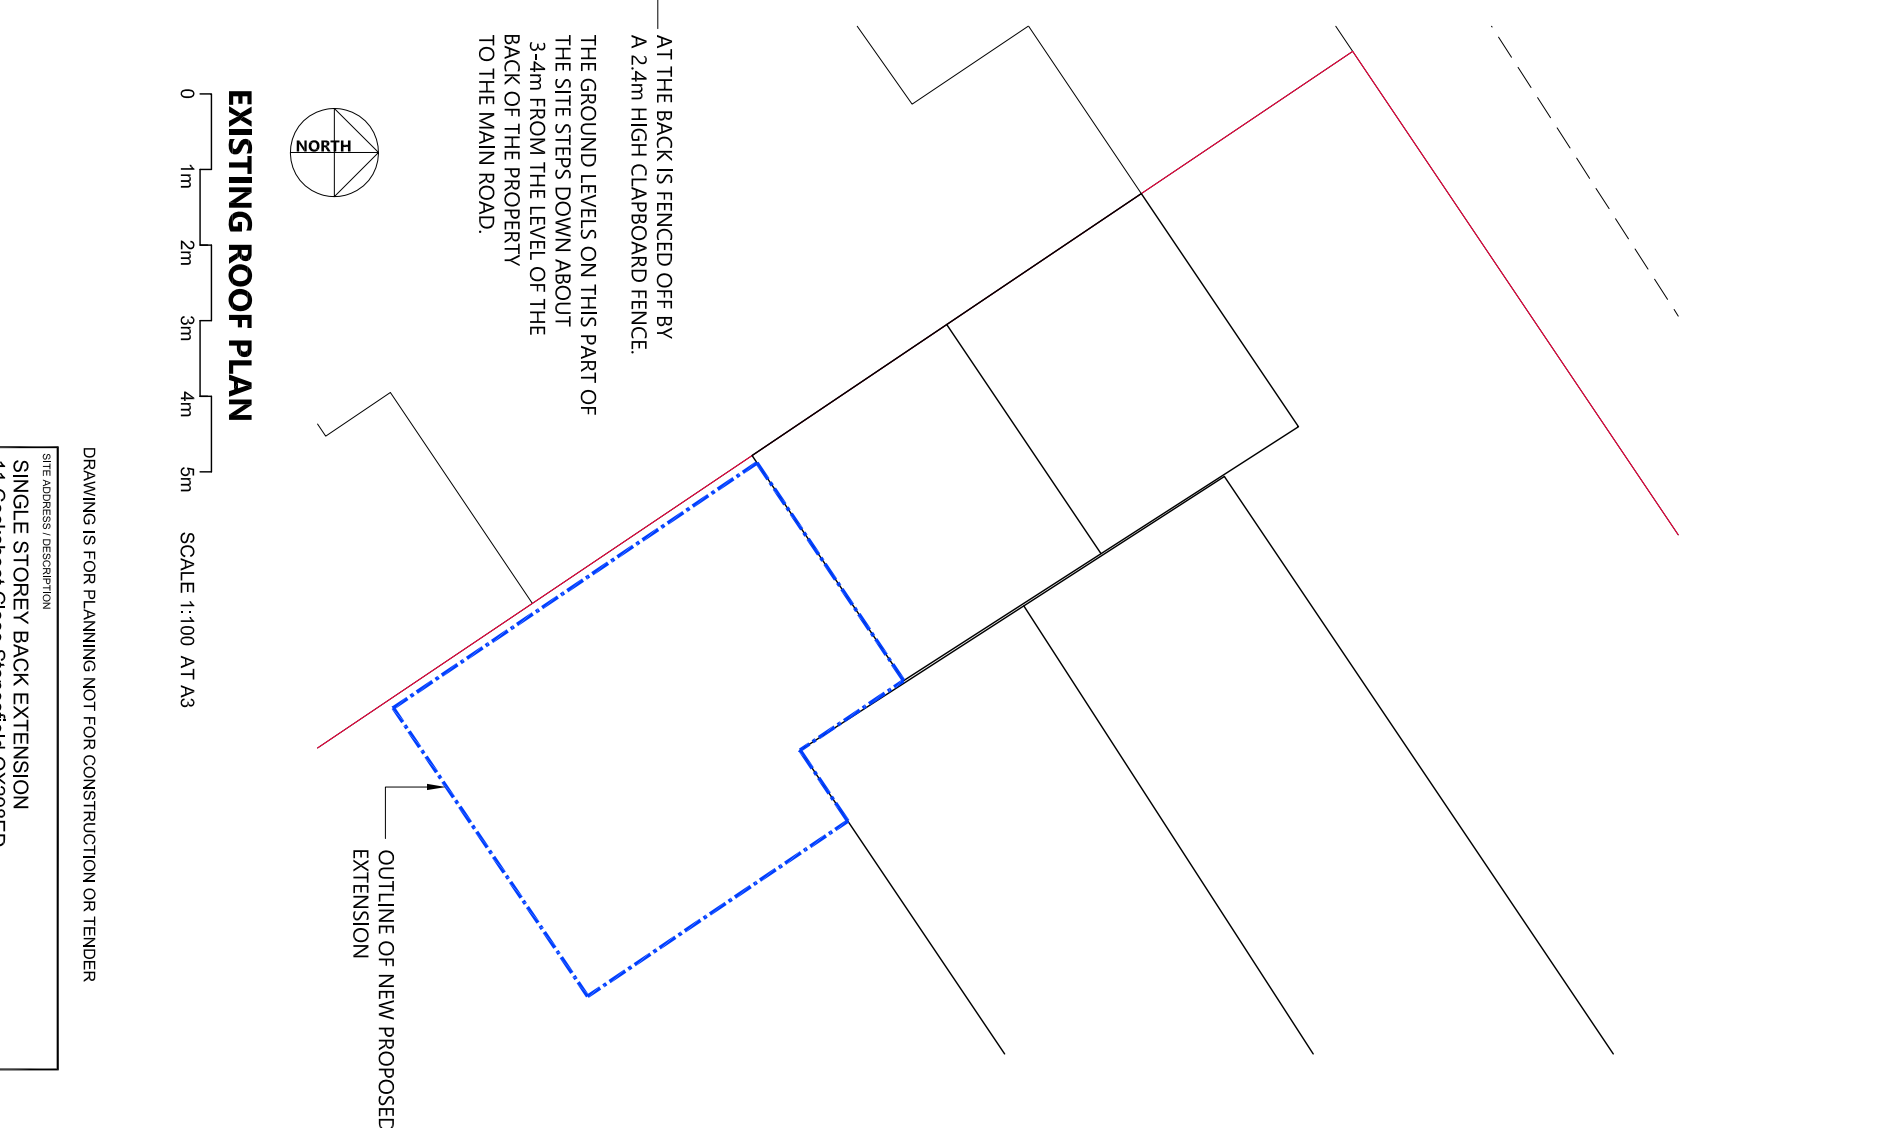 AT THE BACK IS FENCED OFF BY
A 2.4m HIGH CLAPBOARD FENCE.
THE GROUND LEVELS ON THIS PART OF
THE SITE STEPS DOWN ABOUT
3-4m FROM THE LEVEL OF THE
BACK OF THE PROPERTY
TO THE MAIN ROAD.
NORTH
EXISTING ROOF PLAN
0 1m 2m 3m 4m 5m
SCALE 1:100 AT A3
OUTLINE OF NEW PROPOSED
EXTENSION
DRAWING IS FOR PLANNING NOT FOR CONSTRUCTION OR TENDER
SITE ADDRESS / DESCRIPTION
SINGLE STOREY BACK EXTENSION